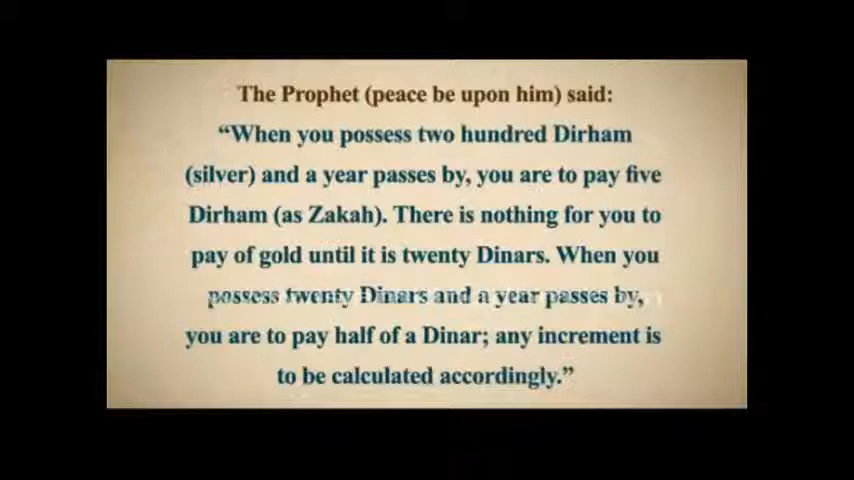 The Prophet (peace be upon him) said:
“When you possess two hundred Dirham
(silver) and a year passes by, you are to pay five
Dirham (as Zakah). There is nothing for you to
pay of gold until it is twenty Dinars. When you
possess twenty Dinars and a year passes by,
you are to pay half of a Dinar; any increment is
to be calculated accordingly.”